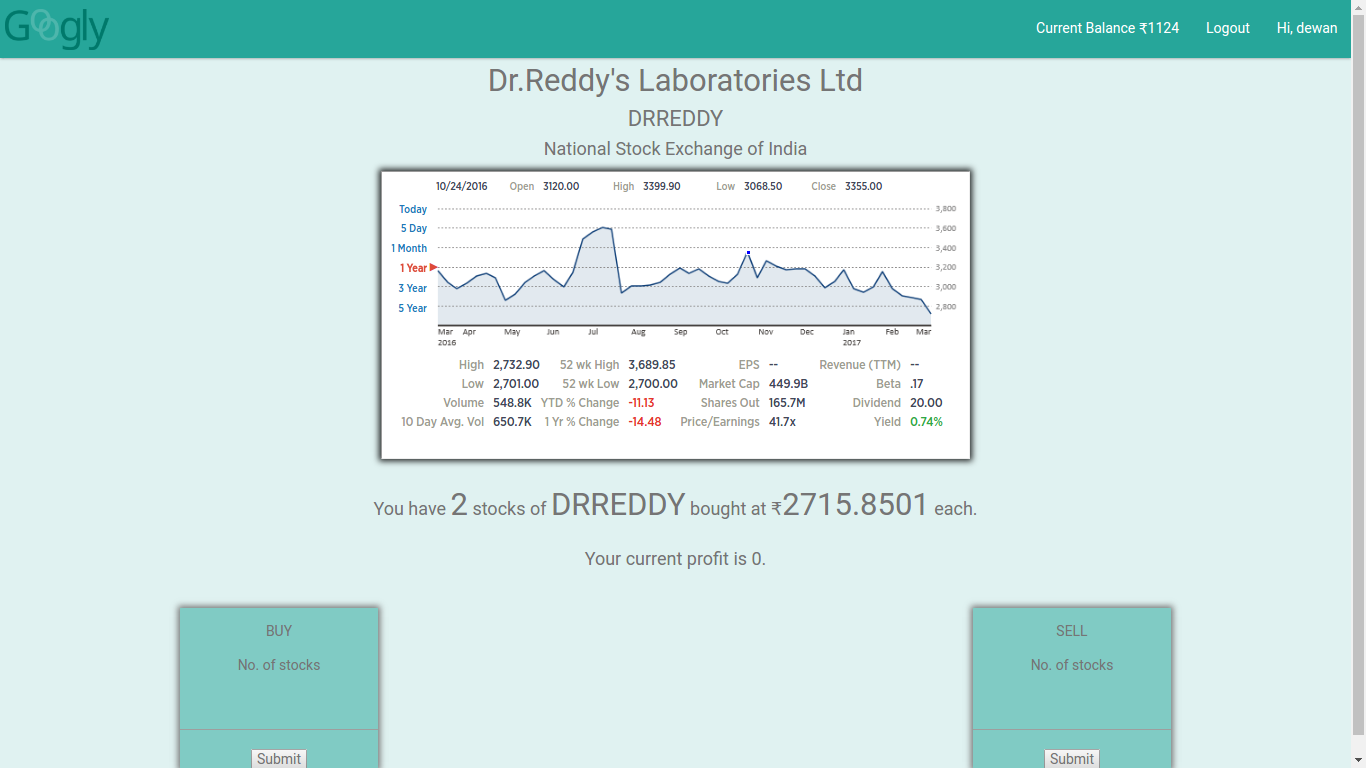 Googly
Current Balance ₹1124 Logout Hi, dewan
Dr.Reddy's Laboratories Ltd
DRREDDY
National Stock Exchange of India
10/24/2016 Open 3120.00 High 3399.90 Low 3068.50 Close 3355.00
Today 3,800
5 Day 3,600
1 Month 3,400
1 Year 3,200
3 Year 3,000
5 Year 2,800
Mar Apr May Jun Jul Aug Sep Oct Nov Dec Jan Feb Mar
2016 2017
High 2,732.90 52 wk High 3,689.85 EPS -- Revenue (TTM) --
Low 2,701.00 52 wk Low 2,700.00 Market Cap 449.9B Beta .17
Volume 548.8K YTD % Change -11.13 Shares Out 165.7M Dividend 20.00
10 Day Avg. Vol 650.7K 1 Yr % Change -14.48 Price/Earnings 41.7x Yield 0.74%
You have 2 stocks of DRREDDY bought at ₹2715.8501 each.
Your current profit is 0.
BUY
No. of stocks
Submit
SELL
No. of stocks
Submit